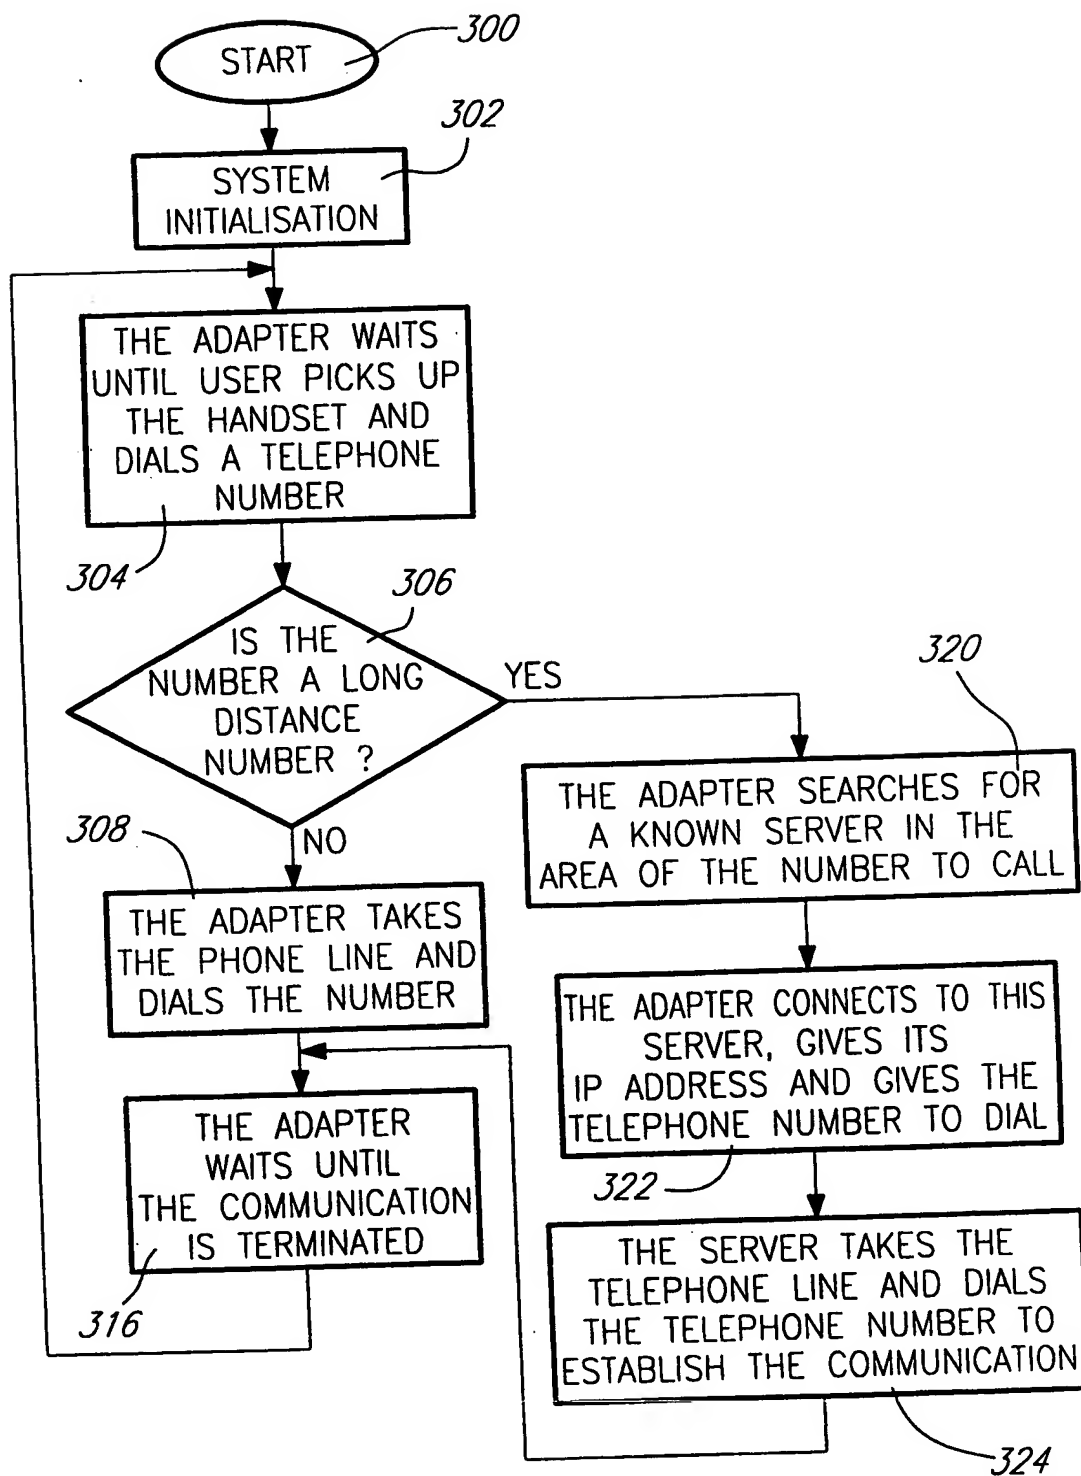 START
300
302
SYSTEM
INITIALISATION
THE ADAPTER WAITS
UNTIL USER PICKS UP
THE HANDSET AND
DIALS A TELEPHONE
NUMBER
304
306
IS THE
NUMBER A LONG
DISTANCE
NUMBER ?
YES
NO
308
THE ADAPTER TAKES
THE PHONE LINE AND
DIALS THE NUMBER
THE ADAPTER
WAITS UNTIL
THE COMMUNICATION
IS TERMINATED
316
320
THE ADAPTER SEARCHES FOR
A KNOWN SERVER IN THE
AREA OF THE NUMBER TO CALL
THE ADAPTER CONNECTS TO THIS
SERVER, GIVES ITS
IP ADDRESS AND GIVES THE
TELEPHONE NUMBER TO DIAL
322
THE SERVER TAKES THE
TELEPHONE LINE AND DIALS
THE TELEPHONE NUMBER TO
ESTABLISH THE COMMUNICATION
324